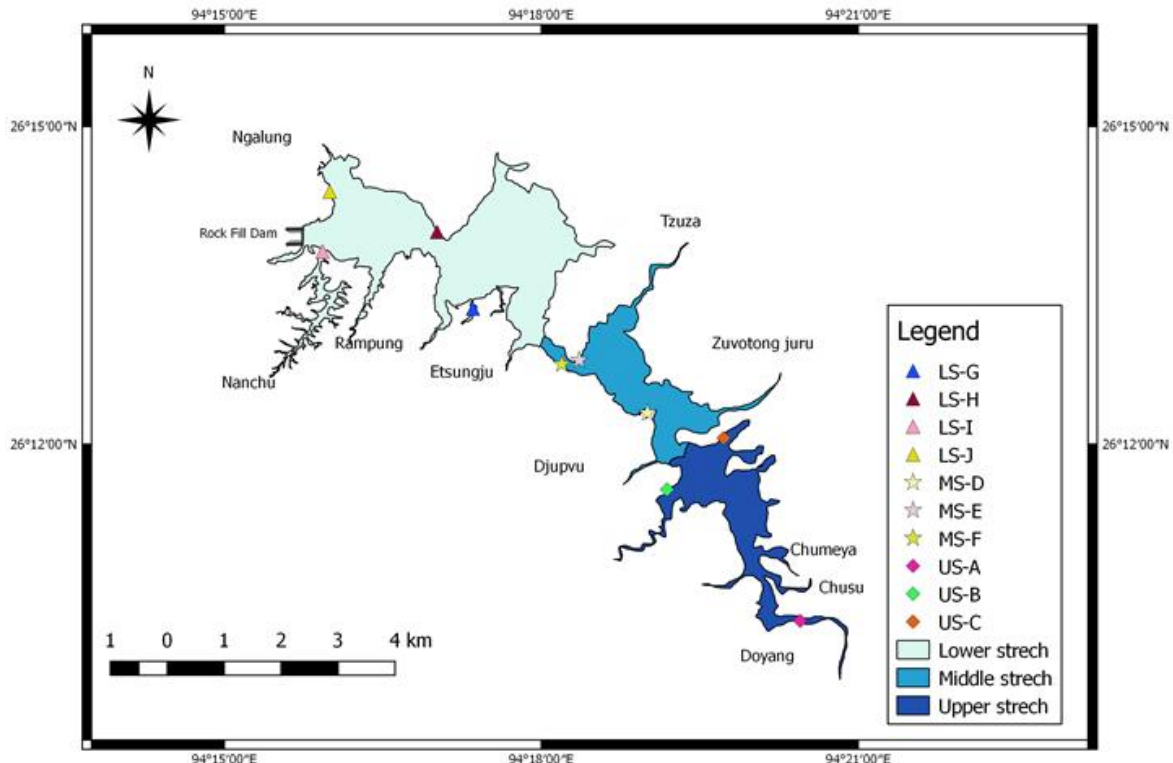 94°15'00"E 94°18'00"E 94°21'00"E
N
26°15'00"N 26°15'00"N
Ngalung
Tzuza
Rock Fill Dam
Legend
Rampung
Zuvotong juru
Etsungju
Nanchu
LS-G
LS-H
LS-I
LS-J
26°12'00"N 26°12'00"N
Djupvu
MS-D
MS-E
MS-F
Chumeya
US-A
Chusu
US-B
US-C
1 0 1 2 3 4 km
Doyang
Lower strech
Middle strech
Upper strech
94°15'00"E 94°18'00"E 94°21'00"E